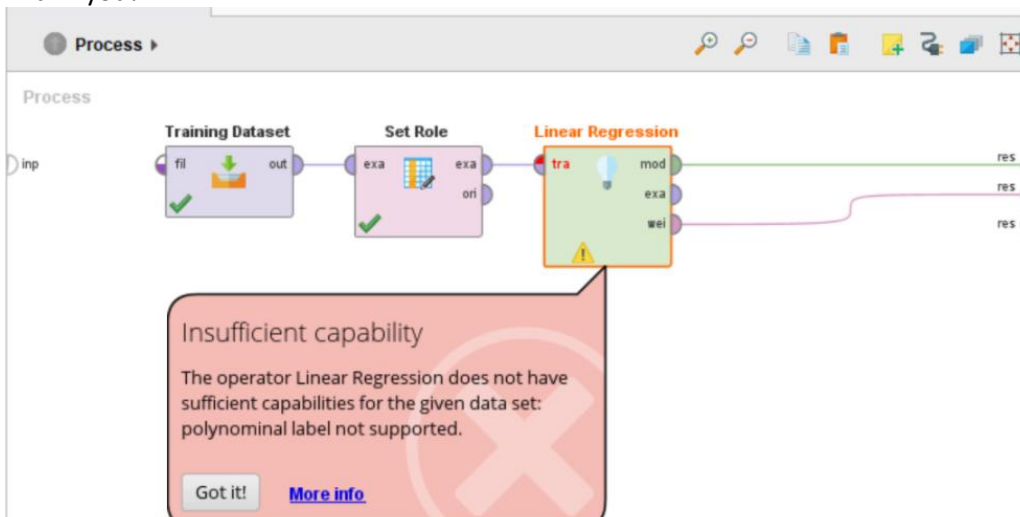 Process
Process
Training Dataset
Set Role
Linear Regression
inp
fil
out
exa
exa
ori
tra
mod
exa
wei
res
res
res
Insufficient capability
The operator Linear Regression does not have
sufficient capabilities for the given data set:
polynominal label not supported.
Got it!
More info